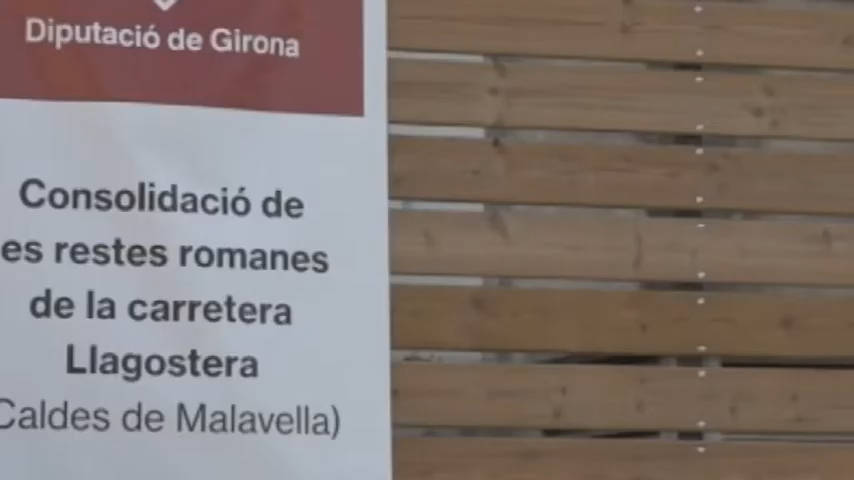 Diputació de Girona
Consolidació de
es restes romanes
de la carretera
Llagostera
Caldes de Malavella)